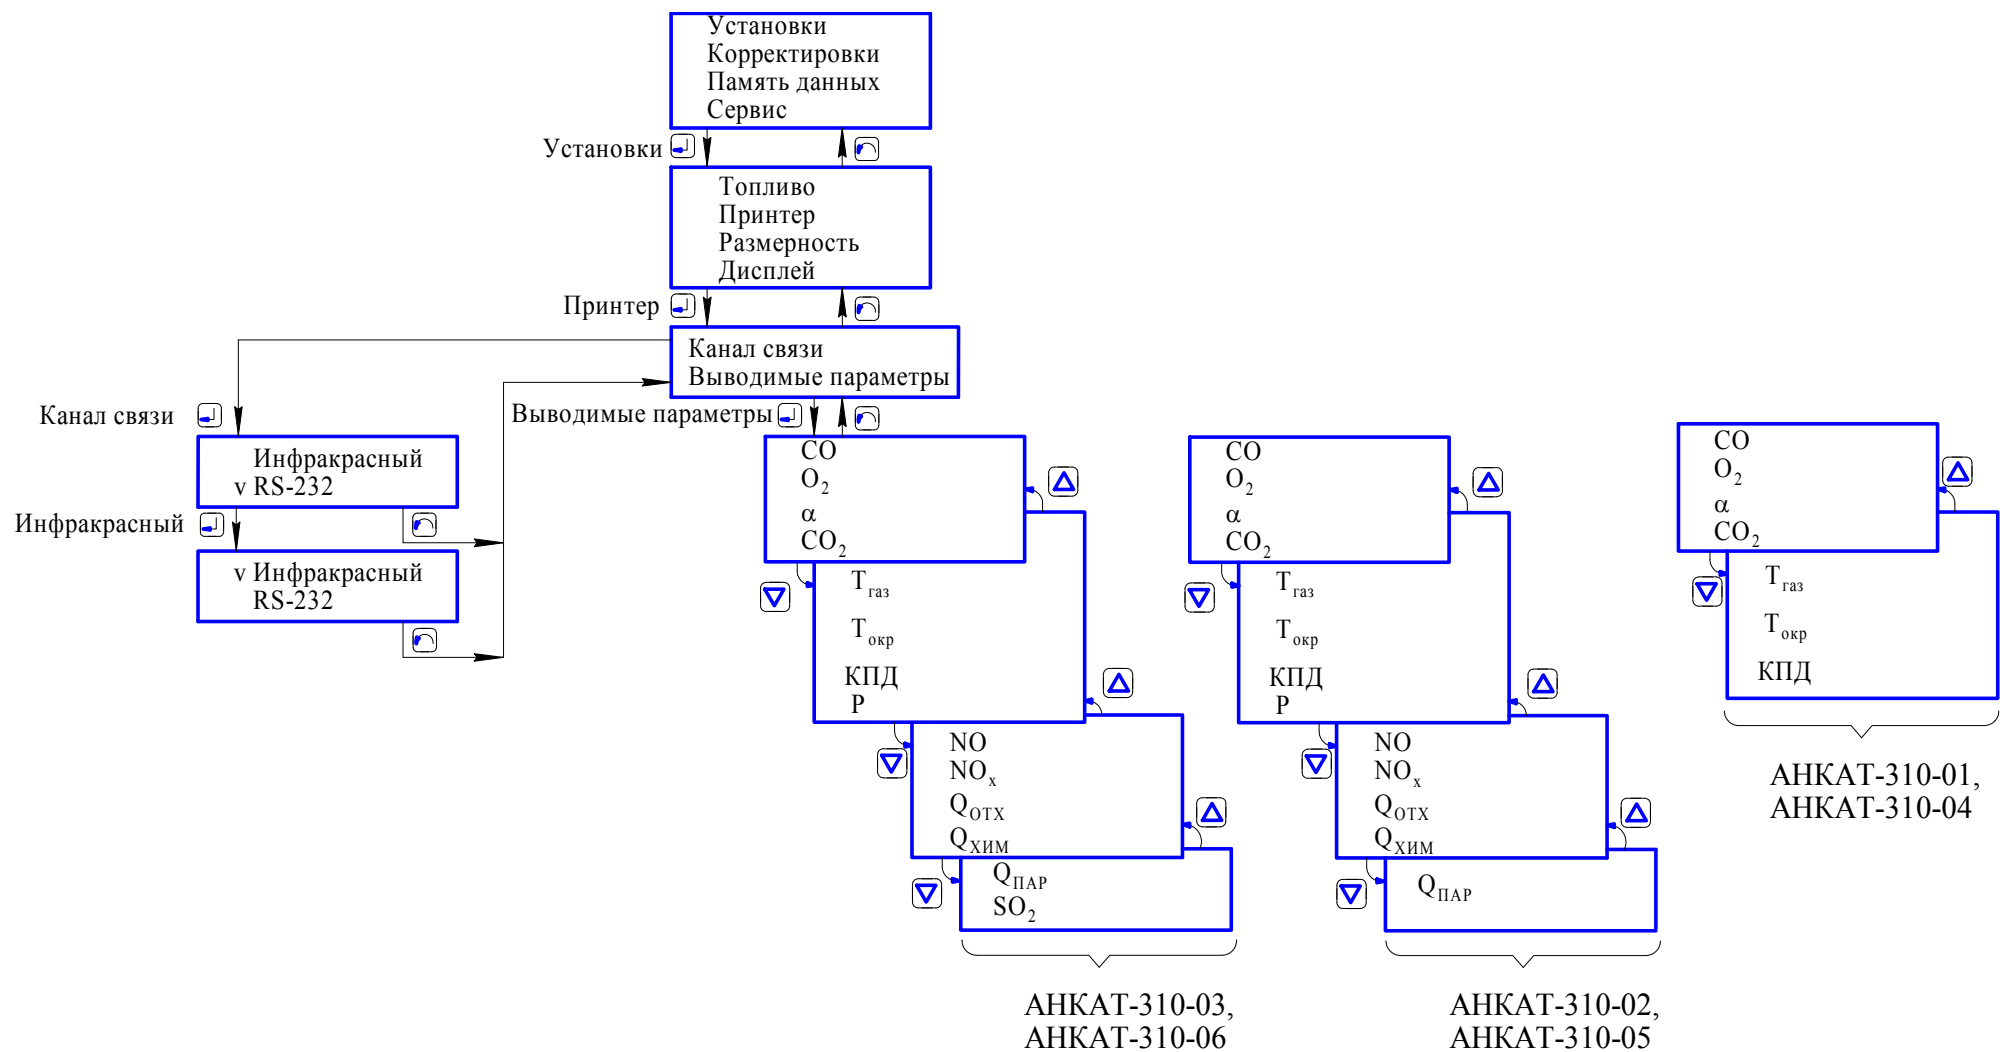 Установки
Корректировки
Память данных
Сервис
Установки
Топливо
Принтер
Размерность
Дисплей
Принтер
Канал связи
Выводимые параметры
Канал связи
Выводимые параметры
Инфракрасный
v RS-232
Инфракрасный
v Инфракрасный
RS-232
CO
O₂
α
CO₂
Tгаз
Tокр
КПД
P
NO
NOx
QОТХ
QХИМ
QПАР
SO₂
АНКАТ-310-03,
АНКАТ-310-06
CO
O₂
α
CO₂
Tгаз
Tокр
КПД
P
NO
NOx
QОТХ
QХИМ
QПАР
АНКАТ-310-02,
АНКАТ-310-05
CO
O₂
α
CO₂
Tгаз
Tокр
КПД
АНКАТ-310-01,
АНКАТ-310-04